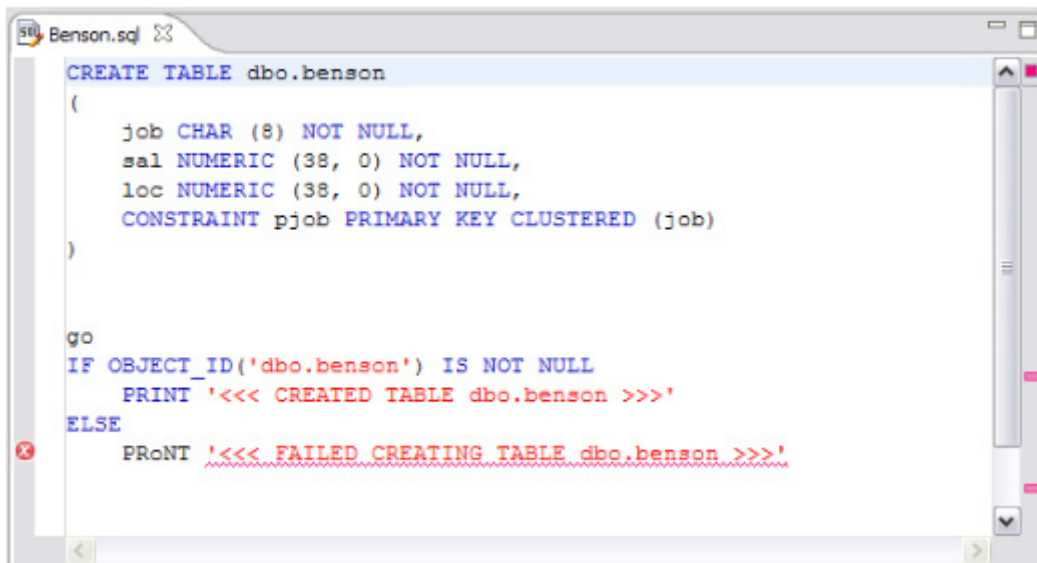 Benson.sql
CREATE TABLE dbo.benson
(
job CHAR (8) NOT NULL,
sal NUMERIC (38, 0) NOT NULL,
loc NUMERIC (38, 0) NOT NULL,
CONSTRAINT pjob PRIMARY KEY CLUSTERED (job)
)
go
IF OBJECT_ID('dbo.benson') IS NOT NULL
PRINT '<<< CREATED TABLE dbo.benson >>>'
ELSE
PRoNT '<<< FAILED CREATING TABLE dbo.benson >>>'